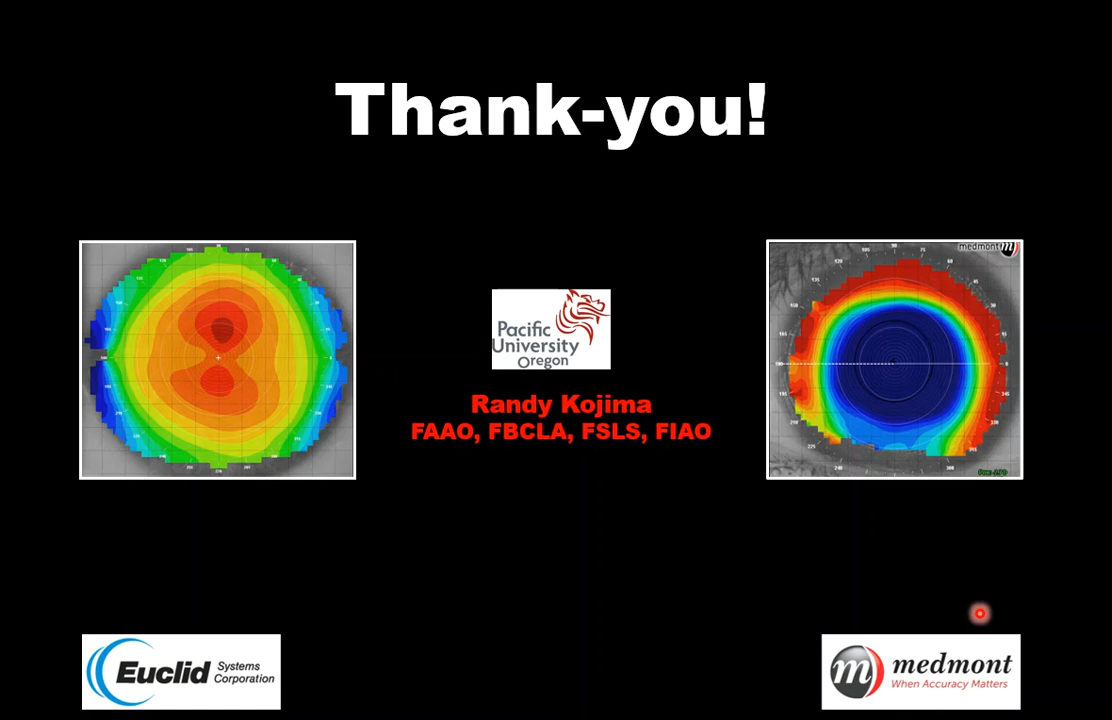 Thank-you!
medmont
Pacific
University
Oregon
Randy Kojima
FAAO, FBCLA, FSLS, FIAO
Euclid Systems Corporation
medmont
When Accuracy Matters